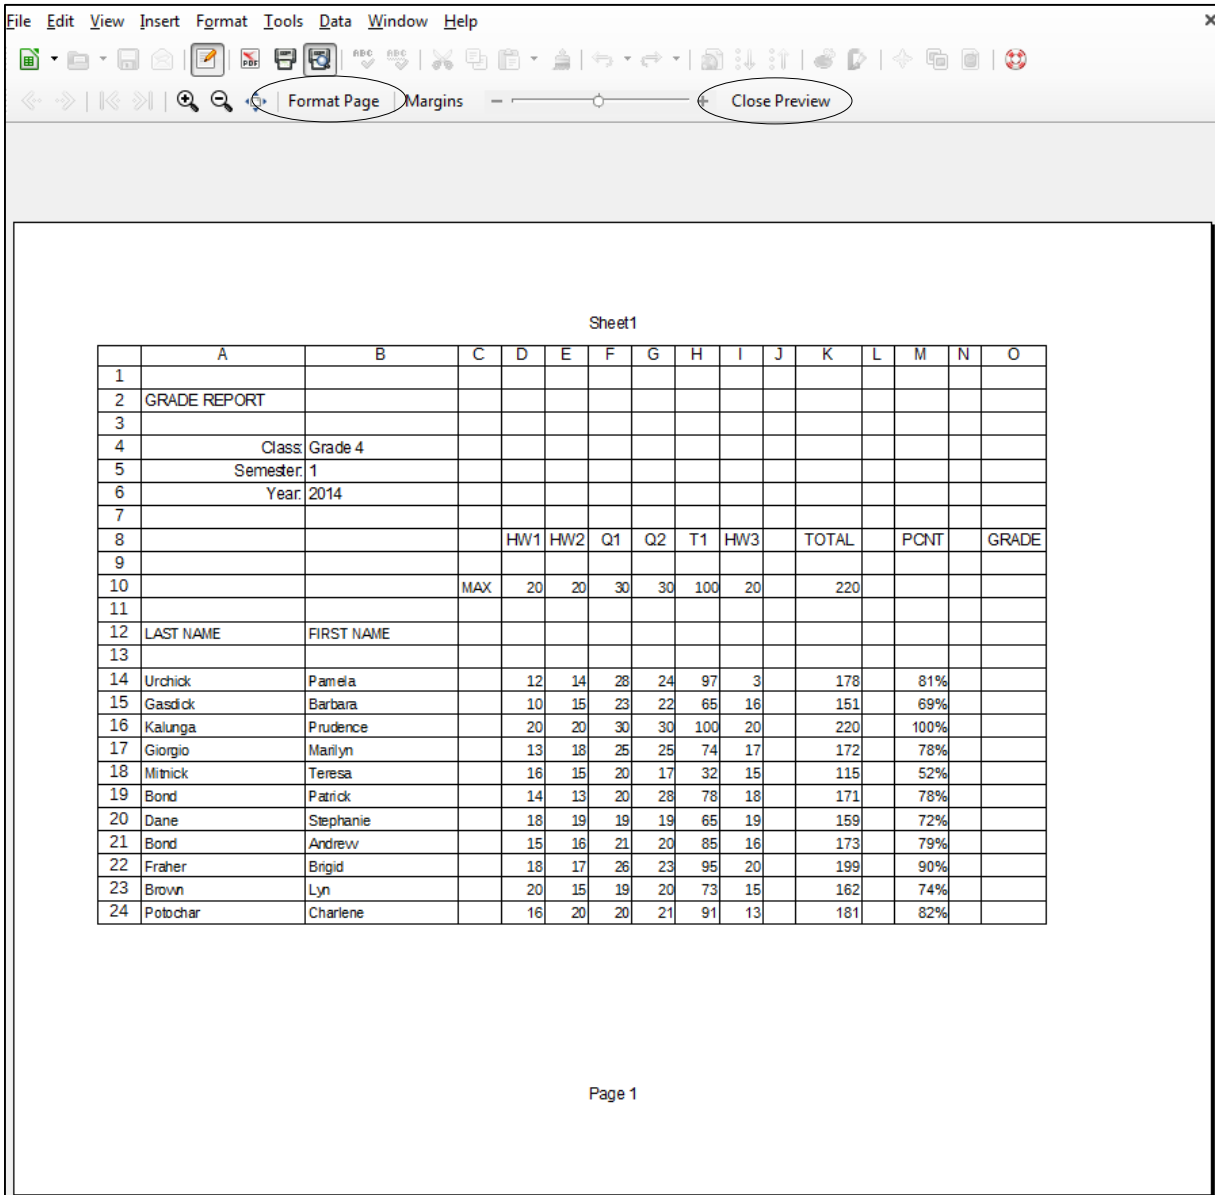 File Edit View Insert Format Tools Data Window Help
PDF ABC ABC
Format Page Margins Close Preview
Sheet1
A B C D E F G H I J K L M N O
1
2 GRADE REPORT
3
4 Class: Grade 4
5 Semester: 1
6 Year: 2014
7
8 HW1 HW2 Q1 Q2 T1 HW3 TOTAL PCNT GRADE
9
10 MAX 20 20 30 30 100 20 220
11
12 LAST NAME FIRST NAME
13
14 Urchick Pamela 12 14 28 24 97 3 178 81%
15 Gasdick Barbara 10 15 23 22 65 16 151 69%
16 Kalunga Prudence 20 20 30 30 100 20 220 100%
17 Giorgio Marilyn 13 18 25 25 74 17 172 78%
18 Mitnick Teresa 16 15 20 17 32 15 115 52%
19 Bond Patrick 14 13 20 28 78 18 171 78%
20 Dane Stephanie 18 19 19 19 65 19 159 72%
21 Bond Andrew 15 16 21 20 85 16 173 79%
22 Fraher Brigid 18 17 26 23 95 20 199 90%
23 Brown Lyn 20 15 19 20 73 15 162 74%
24 Potochar Charlene 16 20 20 21 91 13 181 82%
Page 1